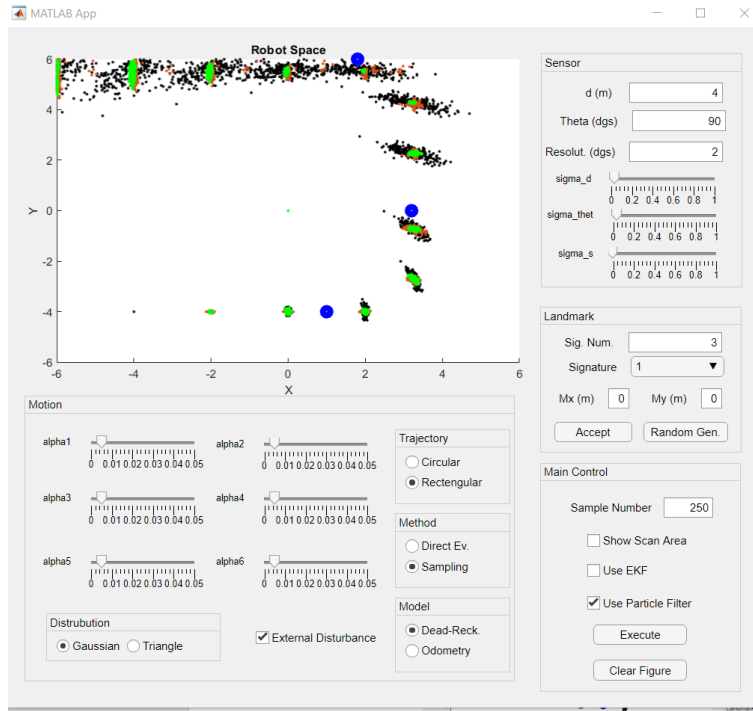 MATLAB App
Robot Space
6
4
2
0
-2
-4
-6
Y
-6 -4 -2 0 2 4 6
X
Sensor
d (m) 4
Theta (dgs) 90
Resolut. (dgs) 2
sigma_d
0 0.2 0.4 0.6 0.8 1
sigma_thet
0 0.2 0.4 0.6 0.8 1
sigma_s
0 0.2 0.4 0.6 0.8 1
Landmark
Sig. Num. 3
Signature 1
Mx (m) 0 My (m) 0
Accept Random Gen.
Motion
alpha1 alpha2
0 0.01 0.02 0.03 0.04 0.05 0 0.01 0.02 0.03 0.04 0.05
alpha3 alpha4
0 0.01 0.02 0.03 0.04 0.05 0 0.01 0.02 0.03 0.04 0.05
alpha5 alpha6
0 0.01 0.02 0.03 0.04 0.05 0 0.01 0.02 0.03 0.04 0.05
Distrubution
Gaussian Triangle
External Disturbance
Trajectory
Circular
Rectengular
Method
Direct Ev.
Sampling
Model
Dead-Reck.
Odometry
Main Control
Sample Number 250
Show Scan Area
Use EKF
Use Particle Filter
Execute
Clear Figure